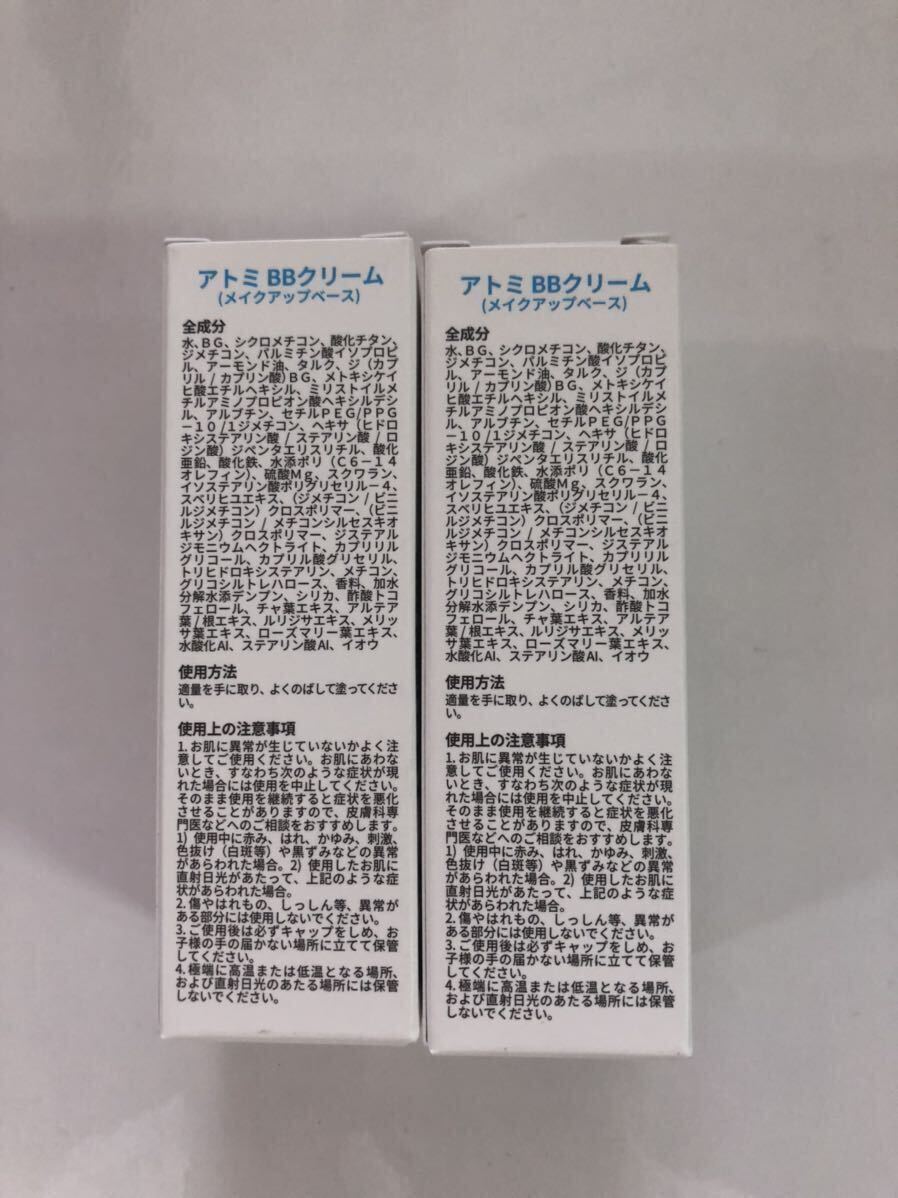 アトミ BBクリーム
(メイクアップベース)
全成分
水、BG、シクロメチコン、酸化チタン、
ジメチコン、パルミチン酸イソプロピ
ル、アーモンド油、タルク、ジ（カプ
リル / カプリン酸）BG、メトキシケイ
ヒ酸エチルヘキシル、ミリストイルメ
チルアミノプロピオン酸ヘキシルデシ
ル、アルブチン、セチルPEG/PPG
－10/1ジメチコン、ヘキサ（ヒドロ
キシステアリン酸 / ステアリン酸 / ロ
ジン酸）ジペンタエリスリチル、酸化
亜鉛、酸化鉄、水添ポリ（C6－14
オレフィン）、硫酸Mg、スクワラン、
イソステアリン酸ポリグリセリル－4、
スベリヒユエキス、（ジメチコン / ビニ
ルジメチコン）クロスポリマー、（ビニ
ルジメチコン / メチコンシルセスキオ
キサン）クロスポリマー、ジステアルジ
ジモニウムヘクトライト、カプリリル
グリコール、カプリル酸グリセリル、
トリヒドロキシステアリン、メチコン、
グリコシルトレハロース、香料、加水
分解水添デンプン、シリカ、酢酸トコ
フェロール、チャ葉エキス、アルテア
葉/根エキス、ルリジサエキス、メリッ
サ葉エキス、ローズマリー葉エキス、
水酸化Al、ステアリン酸Al、イオウ
使用方法
適量を手に取り、よくのばして塗ってくださ
い。
使用上の注意事項
1. お肌に異常が生じていないかよく注
意してご使用ください。お肌にあわな
いとき、すなわち次のような症状が現
れた場合には使用を中止してください。
そのまま使用を継続すると症状を悪化
させることがありますので、皮膚科専
門医などへのご相談をおすすめします。
1) 使用中に赤み、はれ、かゆみ、刺激、
色抜け（白斑等）や黒ずみなどの異常
があらわれた場合。2) 使用したお肌に
直射日光があたって、上記のような症
状があらわれた場合。
2. 傷やはれもの、しっしん等、異常が
ある部分には使用しないでください。
3. ご使用後は必ずキャップをしめ、お
子様の手の届かない場所に立てて保管
してください。
4. 極端に高温または低温となる場所、
および直射日光のあたる場所には保管
しないでください。
アトミ BBクリーム
(メイクアップベース)
全成分
水、BG、シクロメチコン、酸化チタン、
ジメチコン、パルミチン酸イソプロピ
ル、アーモンド油、タルク、ジ（カプ
リル / カプリン酸）BG、メトキシケイ
ヒ酸エチルヘキシル、ミリストイルメ
チルアミノプロピオン酸ヘキシルデシ
ル、アルブチン、セチルPEG/PPG
－10/1ジメチコン、ヘキサ（ヒドロ
キシステアリン酸 / ステアリン酸 / ロ
ジン酸）ジペンタエリスリチル、酸化
亜鉛、酸化鉄、水添ポリ（C6－14
オレフィン）、硫酸Mg、スクワラン、
イソステアリン酸ポリグリセリル－4、
スベリヒユエキス、（ジメチコン / ビニ
ルジメチコン）クロスポリマー、（ビニ
ルジメチコン / メチコンシルセスキオ
キサン）クロスポリマー、ジステアル
ジモニウムヘクトライト、カプリリル
グリコール、カプリル酸グリセリル、
トリヒドロキシステアリン、メチコン、
グリコシルトレハロース、香料、加水
分解水添デンプン、シリカ、酢酸トコ
フェロール、チャ葉エキス、アルテア
葉/根エキス、ルリジサエキス、メリッ
サ葉エキス、ローズマリー葉エキス、
水酸化Al、ステアリン酸Al、イオウ
使用方法
適量を手に取り、よくのばして塗ってくださ
い。
使用上の注意事項
1. お肌に異常が生じていないかよく注
意してご使用ください。お肌にあわな
いとき、すなわち次のような症状が現
れた場合には使用を中止してください。
そのまま使用を継続すると症状を悪化
させることがありますので、皮膚科専
門医などへのご相談をおすすめします。
1) 使用中に赤み、はれ、かゆみ、刺激、
色抜け（白斑等）や黒ずみなどの異常
があらわれた場合。2) 使用したお肌に
直射日光があたって、上記のような症
状があらわれた場合。
2. 傷やはれもの、しっしん等、異常が
ある部分には使用しないでください。
3. ご使用後は必ずキャップをしめ、お
子様の手の届かない場所に立てて保管
してください。
4. 極端に高温または低温となる場所、
および直射日光のあたる場所には保管
しないでください。